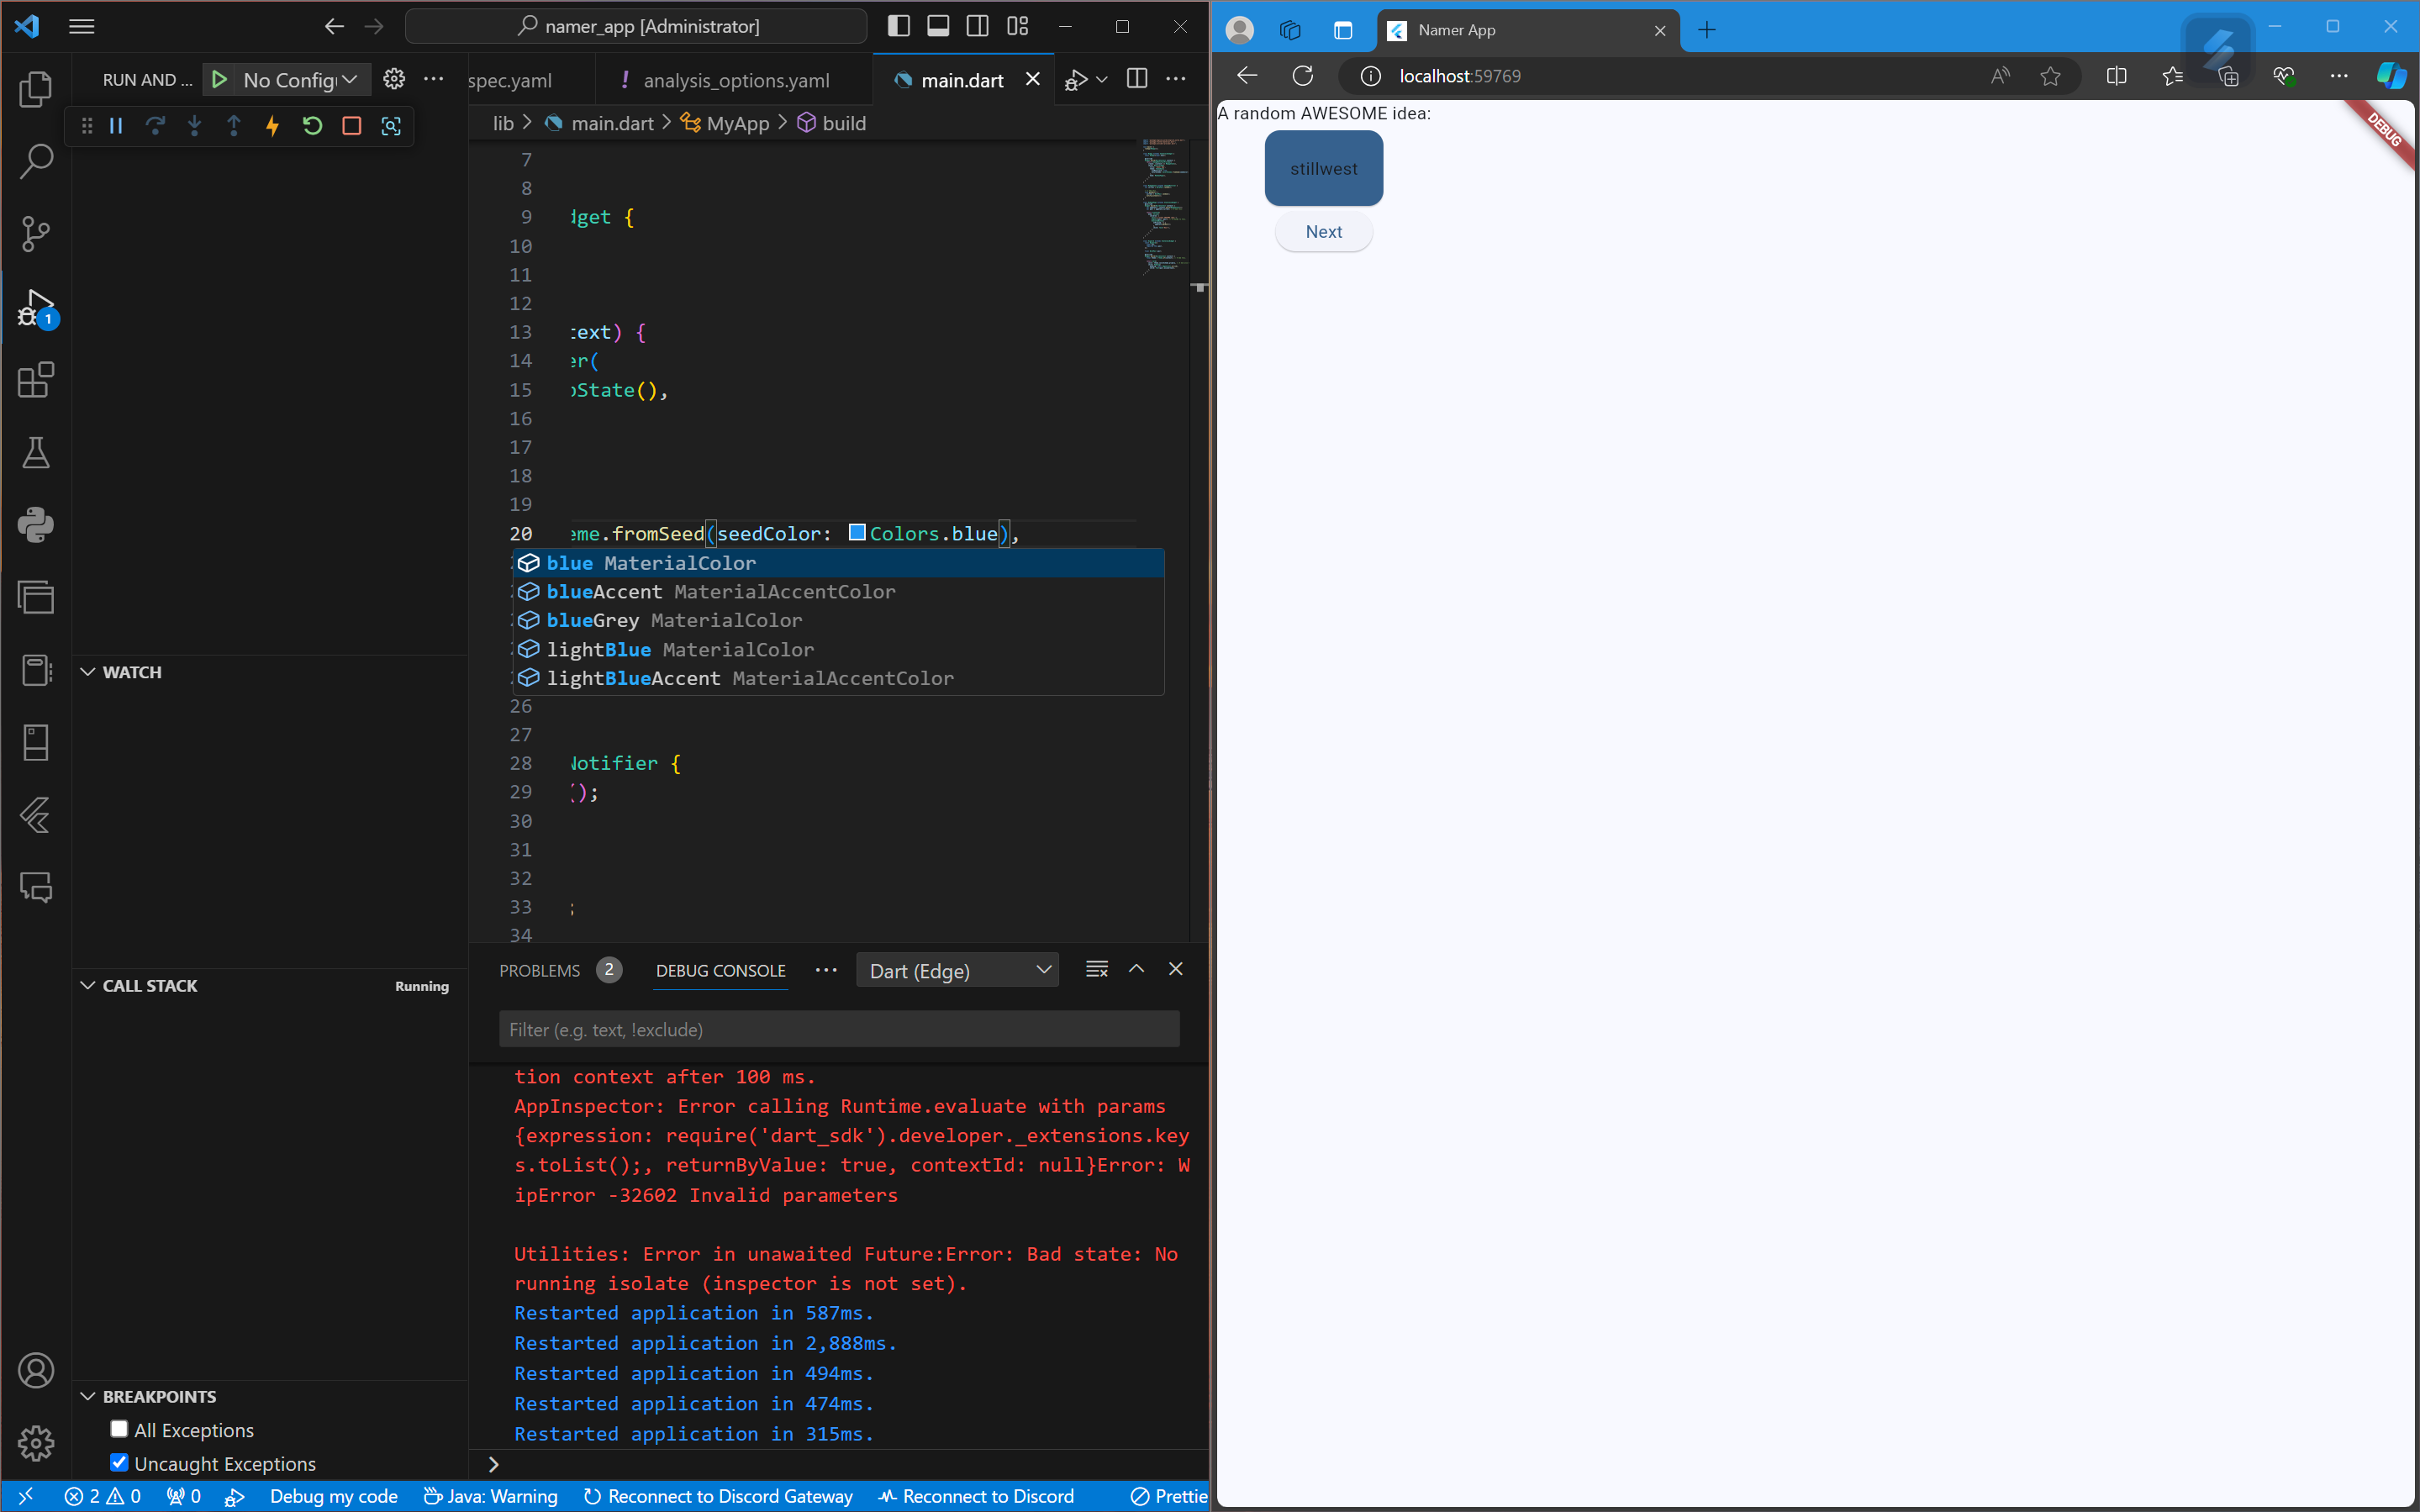 namer_app [Administrator]
RUN AND ...
No Config
spec.yaml
! analysis_options.yaml
main.dart
lib > main.dart > MyApp > build
7
8
9 dget {
10
11
12
13 text) {
14 er(
15 State(),
16
17
18
19
20 eme.fromSeed(seedColor: Colors.blue),
blue MaterialColor
blueAccent MaterialAccentColor
blueGrey MaterialColor
lightBlue MaterialColor
lightBlueAccent MaterialAccentColor
26
27
28 Notifier {
29 ();
30
31
32
33 ;
34
1
WATCH
CALL STACK
Running
BREAKPOINTS
All Exceptions
Uncaught Exceptions
PROBLEMS 2
DEBUG CONSOLE
Dart (Edge)
Filter (e.g. text, !exclude)
tion context after 100 ms.
AppInspector: Error calling Runtime.evaluate with params
{expression: require('dart_sdk').developer._extensions.key
s.toList();, returnByValue: true, contextId: null}Error: W
ipError -32602 Invalid parameters
Utilities: Error in unawaited Future:Error: Bad state: No
running isolate (inspector is not set).
Restarted application in 587ms.
Restarted application in 2,888ms.
Restarted application in 494ms.
Restarted application in 474ms.
Restarted application in 315ms.
2 0 0 Debug my code Java: Warning Reconnect to Discord Gateway Reconnect to Discord Prettie
Namer App
localhost:59769
A random AWESOME idea:
DEBUG
stillwest
Next